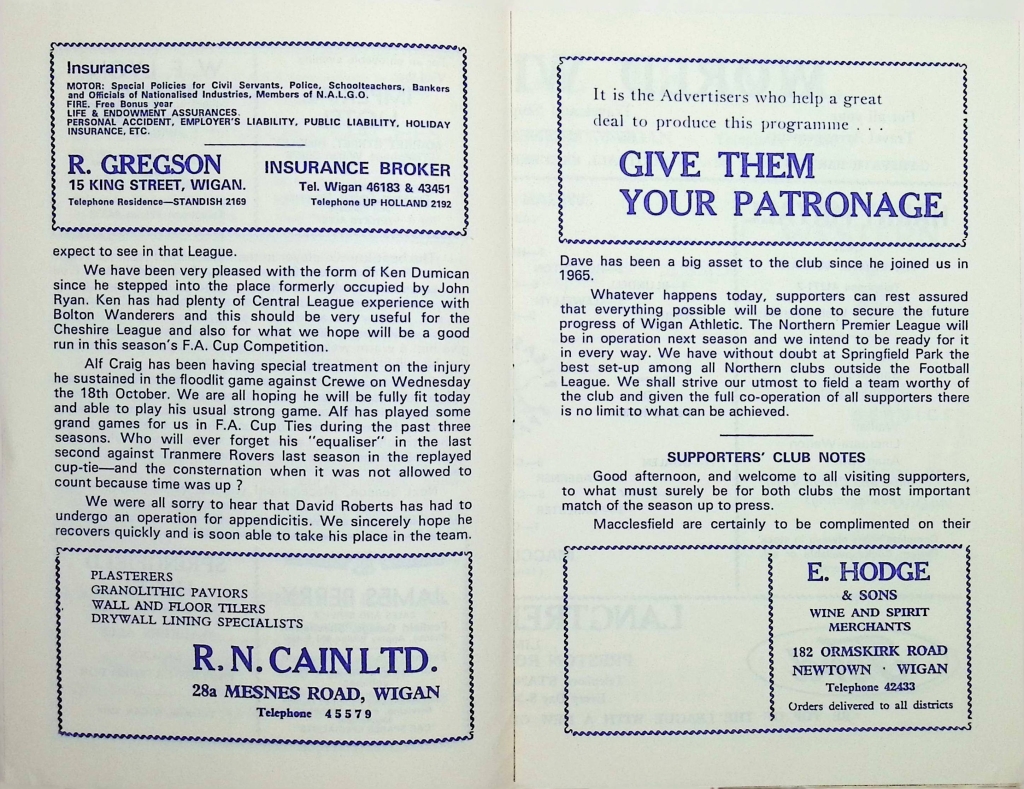 Insurances
MOTOR: Special Policies for Civil Servants, Police, Schoolteachers, Bankers
and Officials of Nationalised Industries, Members of N.A.L.G.O.
FIRE. Free Bonus year
LIFE & ENDOWMENT ASSURANCES.
PERSONAL ACCIDENT, EMPLOYER'S LIABILITY, PUBLIC LIABILITY, HOLIDAY
INSURANCE, ETC.
R. GREGSON INSURANCE BROKER
15 KING STREET, WIGAN. Tel. Wigan 46183 & 43451
Telephone Residence—STANDISH 2169 Telephone UP HOLLAND 2192
expect to see in that League.
We have been very pleased with the form of Ken Dumican
since he stepped into the place formerly occupied by John
Ryan. Ken has had plenty of Central League experience with
Bolton Wanderers and this should be very useful for the
Cheshire League and also for what we hope will be a good
run in this season's F.A. Cup Competition.
Alf Craig has been having special treatment on the injury
he sustained in the floodlit game against Crewe on Wednesday
the 18th October. We are all hoping he will be fully fit today
and able to play his usual strong game. Alf has played some
grand games for us in F.A. Cup Ties during the past three
seasons. Who will ever forget his "equaliser" in the last
second against Tranmere Rovers last season in the replayed
cup-tie—and the consternation when it was not allowed to
count because time was up ?
We were all sorry to hear that David Roberts has had to
undergo an operation for appendicitis. We sincerely hope he
recovers quickly and is soon able to take his place in the team.
PLASTERERS
GRANOLITHIC PAVIORS
WALL AND FLOOR TILERS
DRYWALL LINING SPECIALISTS
R. N. CAIN LTD.
28a MESNES ROAD, WIGAN
Telephone 45579
It is the Advertisers who help a great
deal to produce this programme . . .
GIVE THEM
YOUR PATRONAGE
Dave has been a big asset to the club since he joined us in
1965.
Whatever happens today, supporters can rest assured
that everything possible will be done to secure the future
progress of Wigan Athletic. The Northern Premier League will
be in operation next season and we intend to be ready for it
in every way. We have without doubt at Springfield Park the
best set-up among all Northern clubs outside the Football
League. We shall strive our utmost to field a team worthy of
the club and given the full co-operation of all supporters there
is no limit to what can be achieved.
SUPPORTERS' CLUB NOTES
Good afternoon, and welcome to all visiting supporters,
to what must surely be for both clubs the most important
match of the season up to press.
Macclesfield are certainly to be complimented on their
E. HODGE
& SONS
WINE AND SPIRIT
MERCHANTS
182 ORMSKIRK ROAD
NEWTOWN · WIGAN
Telephone 42433
Orders delivered to all districts